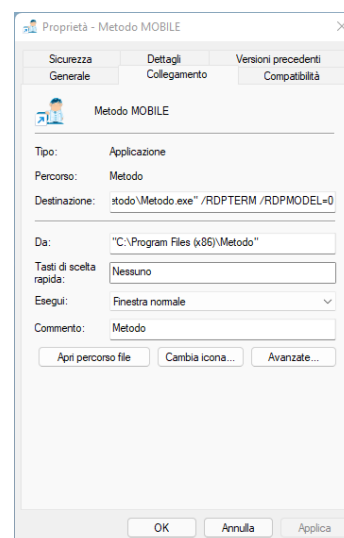 Proprietà - Metodo MOBILE
Sicurezza Dettagli Versioni precedenti
Generale Collegamento Compatibilità
Metodo MOBILE
Tipo: Applicazione
Percorso: Metodo
Destinazione: etodo\Metodo.exe" /RDPTERM /RDPMODEL=0
Da: "C:\Program Files (x86)\Metodo"
Tasti di scelta
rapida: Nessuno
Esegui: Finestra normale
Commento: Metodo
Apri percorso file Cambia icona... Avanzate...
OK Annulla Applica